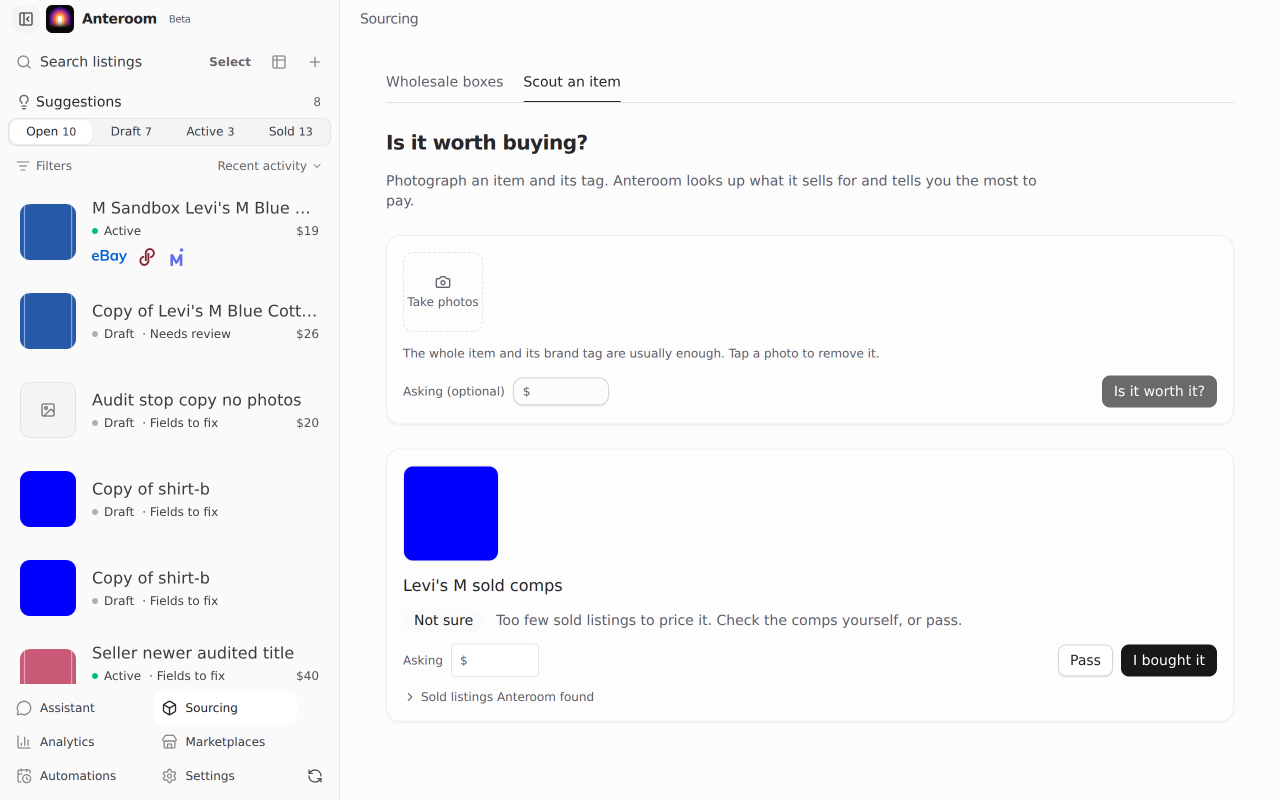 Anteroom Beta
Search listings Select
Suggestions 8
Open 10 Draft 7 Active 3 Sold 13
Filters Recent activity
M Sandbox Levi's M Blue ...
Active $19
eBay
Copy of Levi's M Blue Cott...
Draft · Needs review $26
Audit stop copy no photos
Draft · Fields to fix $20
Copy of shirt-b
Draft · Fields to fix
Copy of shirt-b
Draft · Fields to fix
Seller newer audited title
Active · Fields to fix $40
Assistant Sourcing
Analytics Marketplaces
Automations Settings
Sourcing
Wholesale boxes Scout an item
Is it worth buying?
Photograph an item and its tag. Anteroom looks up what it sells for and tells you the most to
pay.
Take photos
The whole item and its brand tag are usually enough. Tap a photo to remove it.
Asking (optional) $ Is it worth it?
Levi's M sold comps
Not sure Too few sold listings to price it. Check the comps yourself, or pass.
Asking $ Pass I bought it
Sold listings Anteroom found